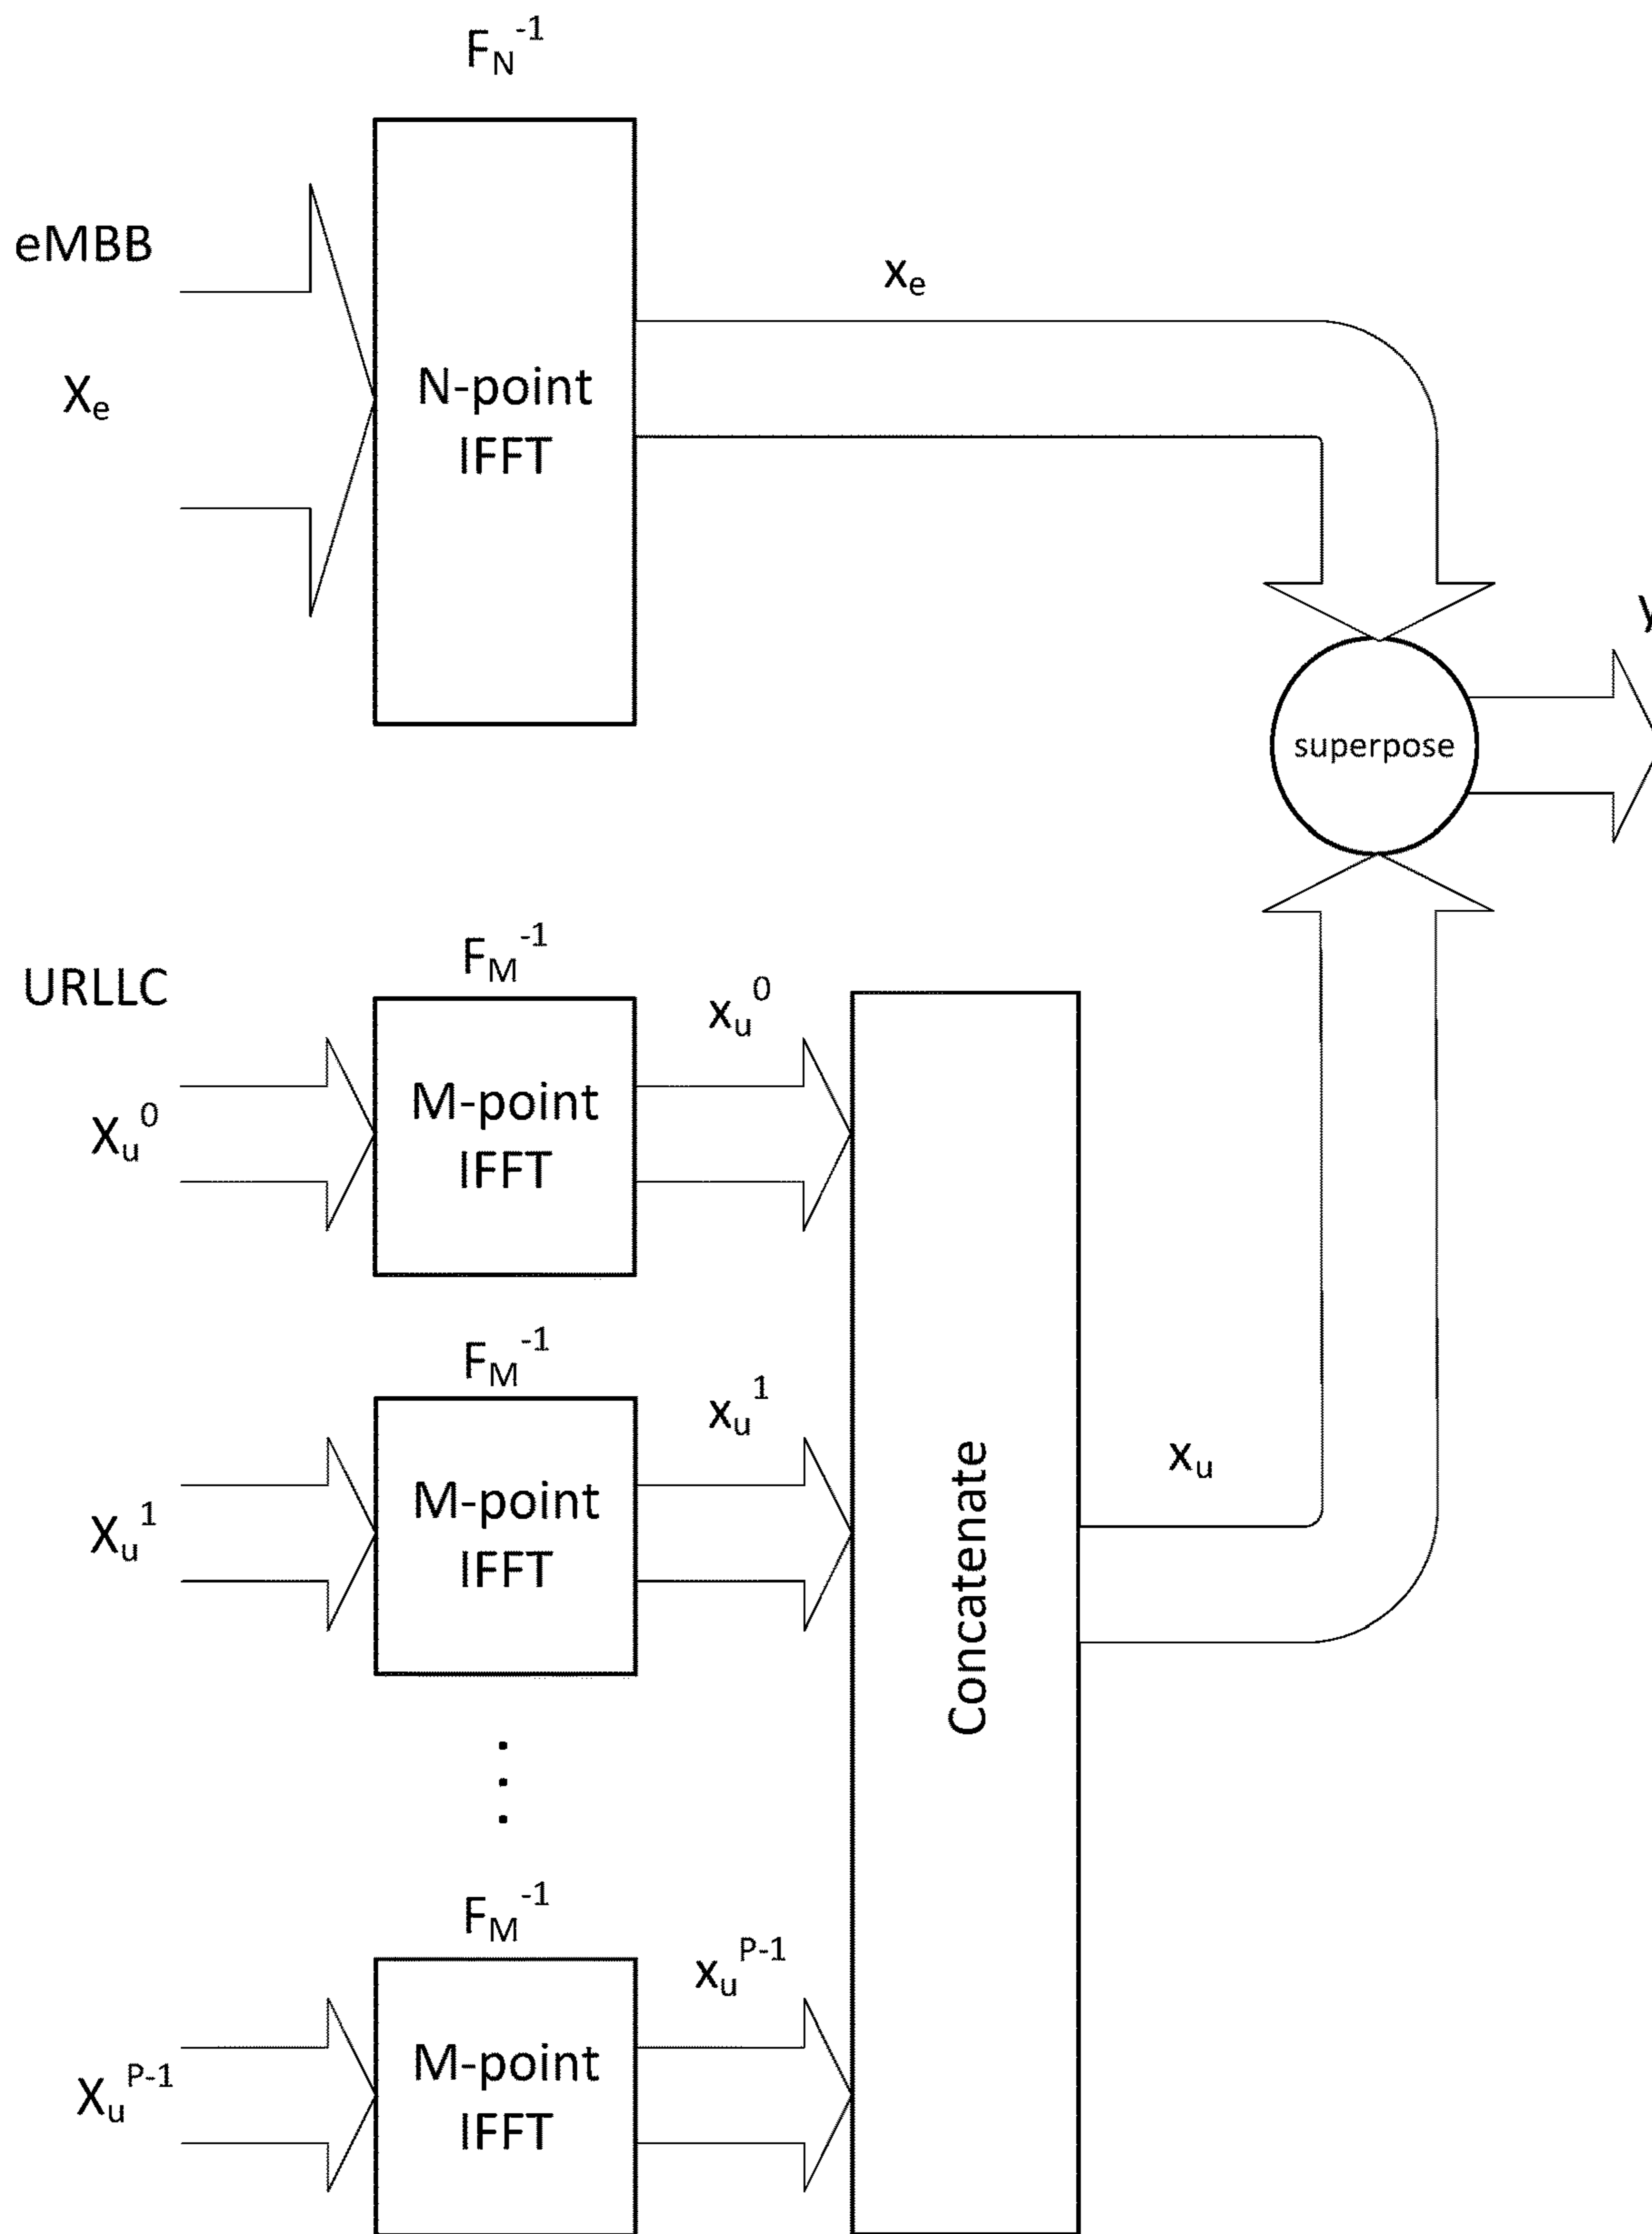 F_N^-1
eMBB
X_e
N-point
IFFT
x_e
y
superpose
URLLC
F_M^-1
X_u^0
M-point
IFFT
x_u^0
F_M^-1
X_u^1
M-point
IFFT
x_u^1
Concatenate
x_u
F_M^-1
X_u^P-1
M-point
IFFT
x_u^P-1